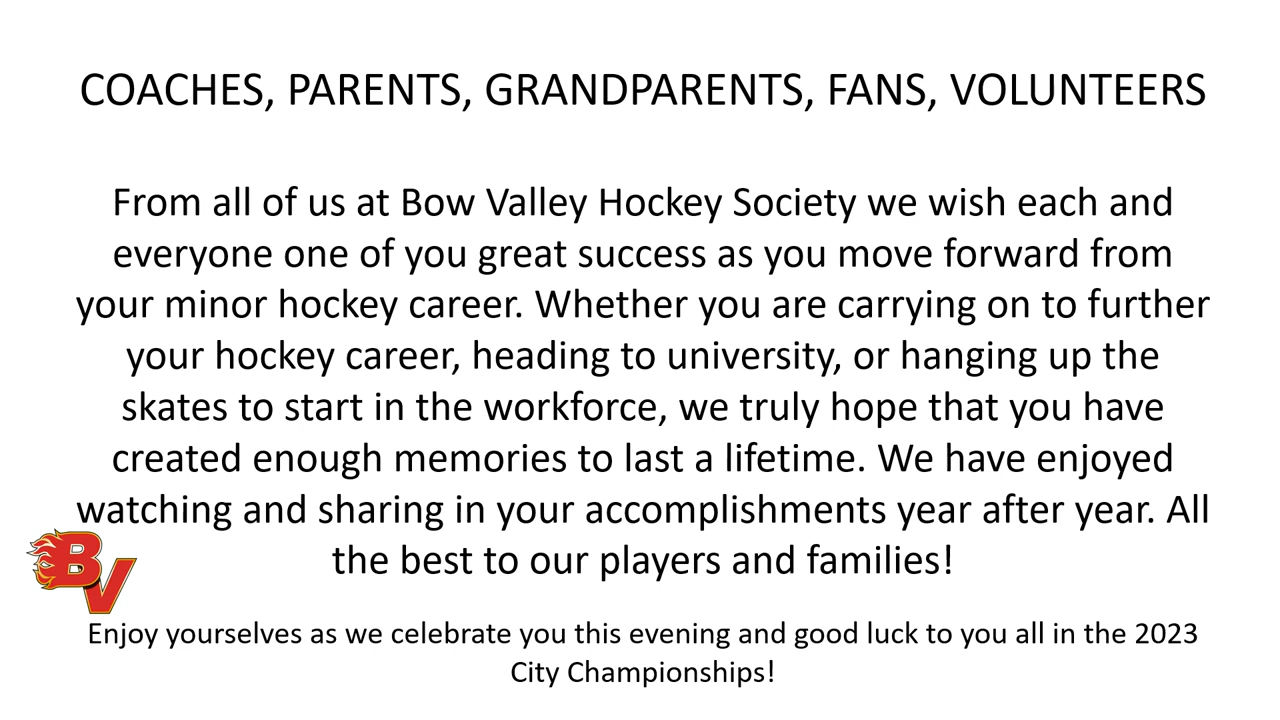 COACHES, PARENTS, GRANDPARENTS, FANS, VOLUNTEERS
From all of us at Bow Valley Hockey Society we wish each and
everyone one of you great success as you move forward from
your minor hockey career. Whether you are carrying on to further
your hockey career, heading to university, or hanging up the
skates to start in the workforce, we truly hope that you have
created enough memories to last a lifetime. We have enjoyed
watching and sharing in your accomplishments year after year. All
the best to our players and families!
BV
Enjoy yourselves as we celebrate you this evening and good luck to you all in the 2023
City Championships!